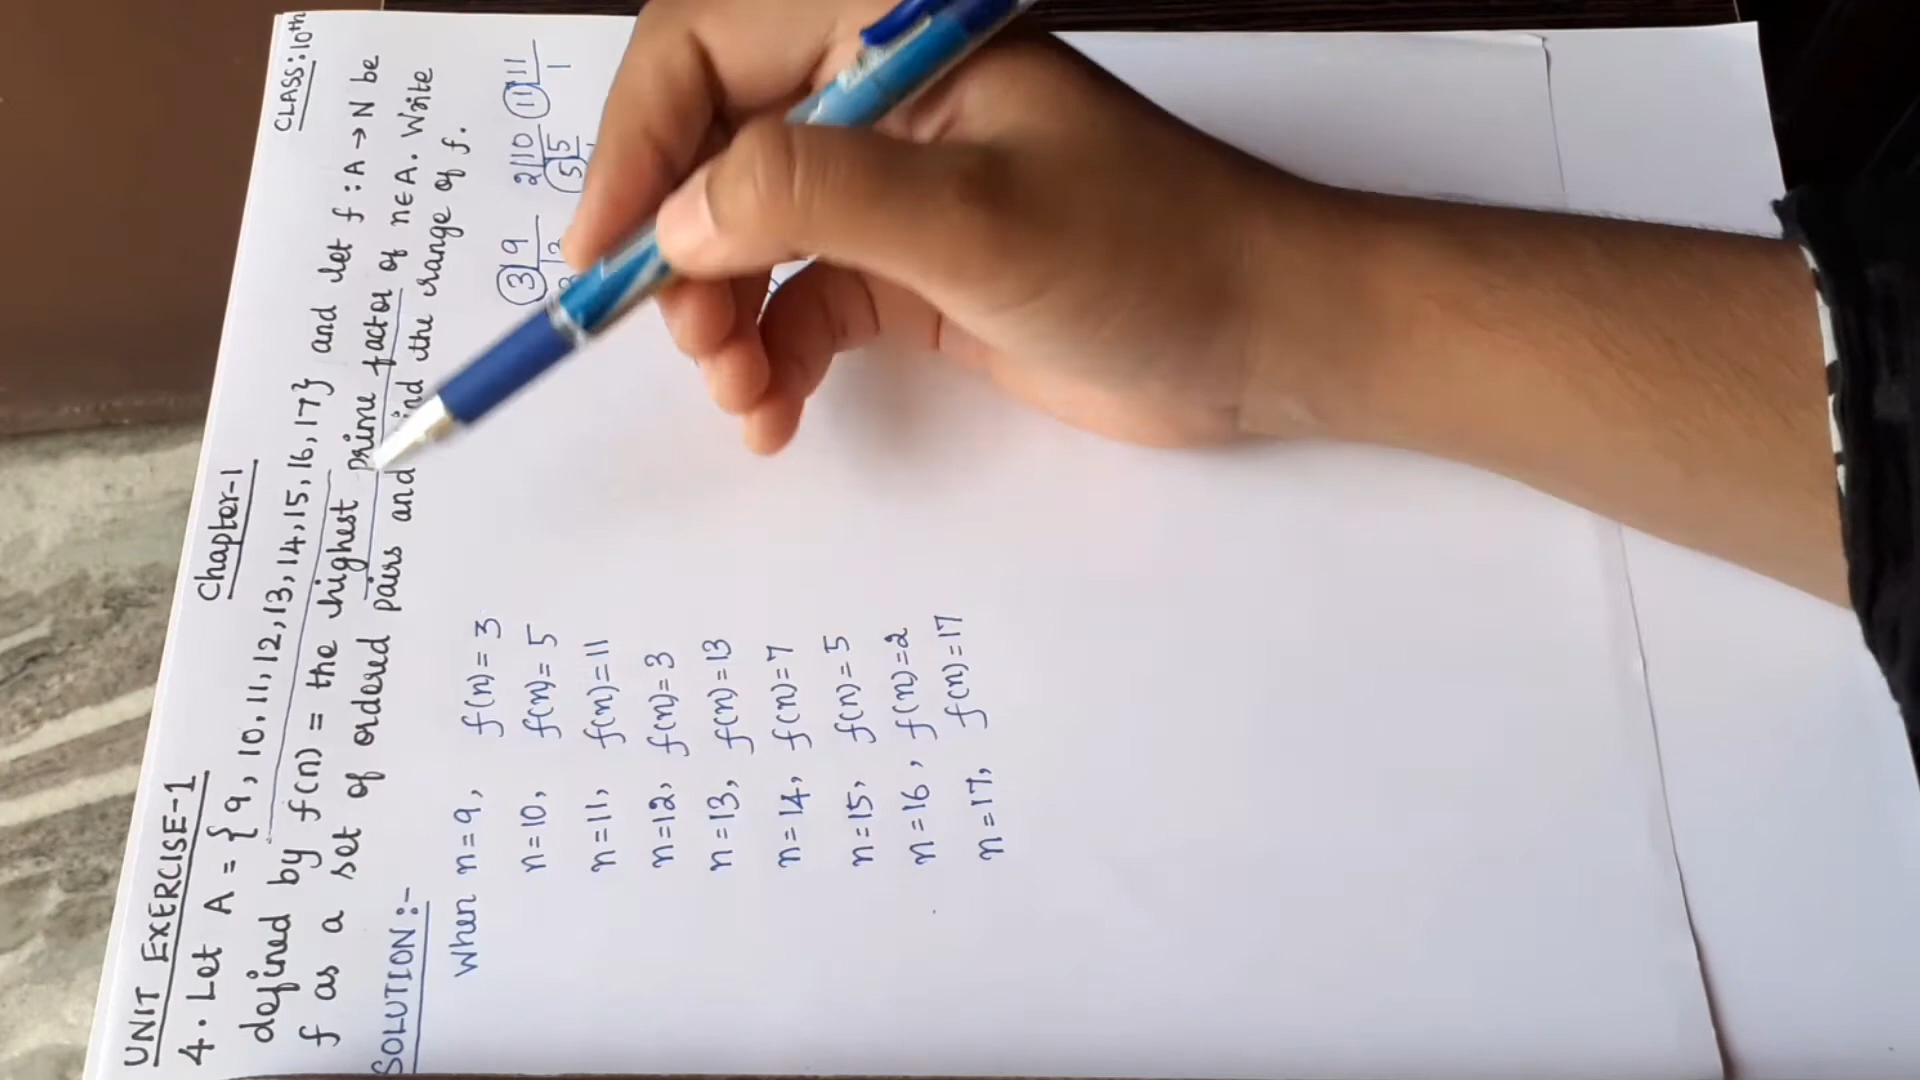 CLASS:10th
Chapter-1
UNIT EXERCISE-1
4. Let A = { 9, 10, 11, 12, 13, 14, 15, 16, 17} and let f : A → N be
defined by f(n) = the highest prime factor of n∈A. Write
f as a set of ordered pairs and the range of f.
SOLUTION:-
When n=9, f(n)=3
n=10, f(n)=5
n=11, f(n)=11
n=12, f(n)=3
n=13, f(n)=13
n=14, f(n)=7
n=15, f(n)=5
n=16, f(n)=2
n=17, f(n)=17
3 9 2 10 11 11
5 5 1